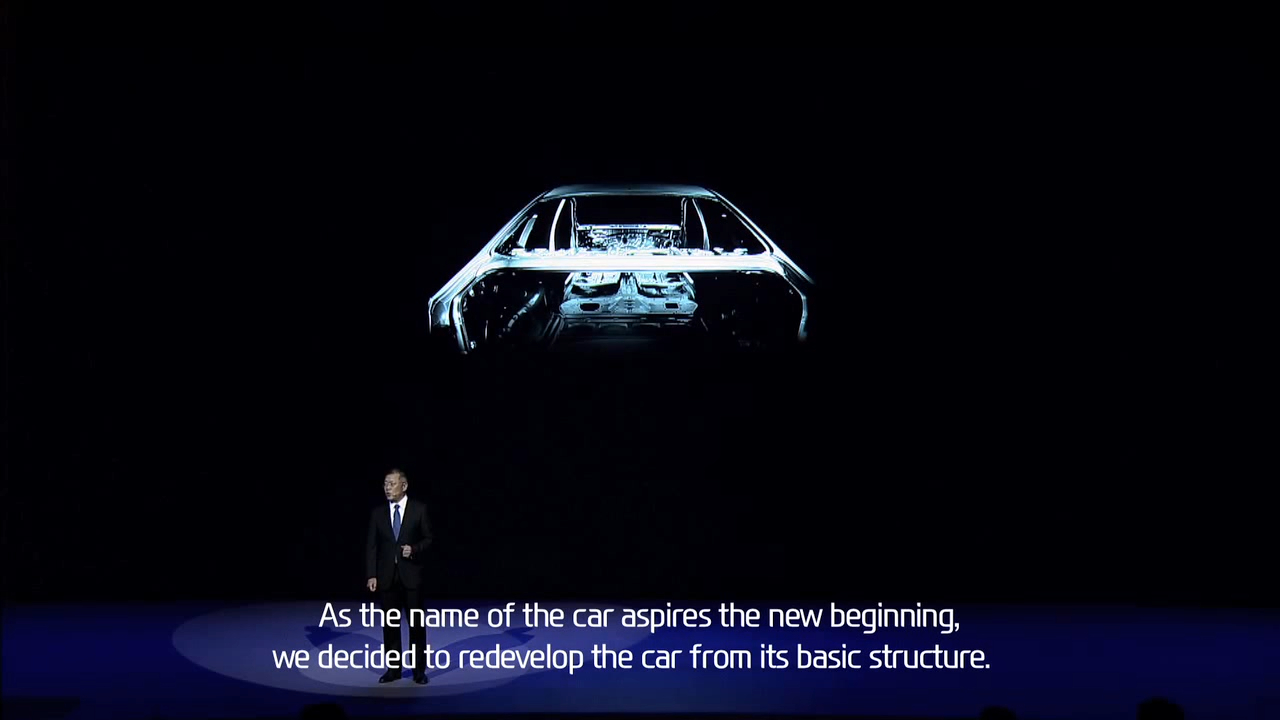 As the name of the car aspires the new beginning,
we decided to redevelop the car from its basic structure.